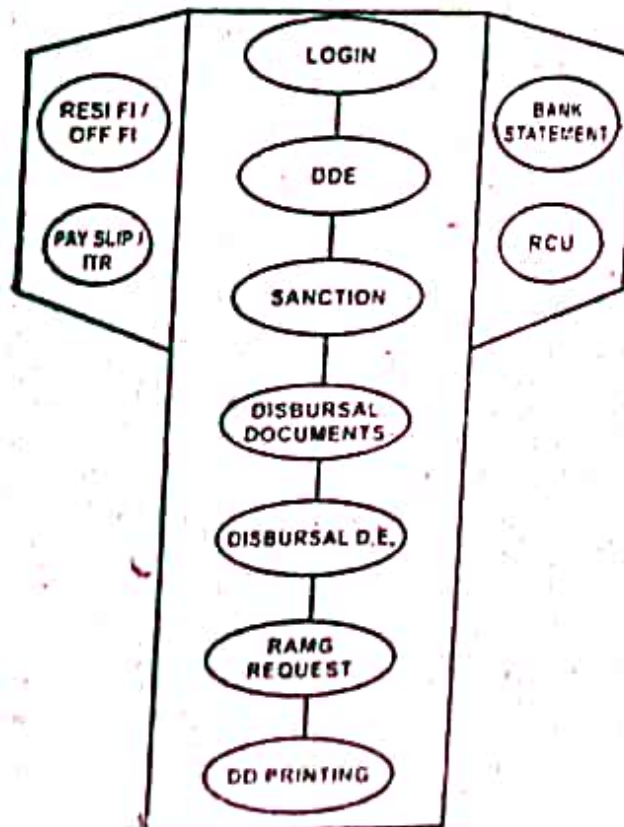 LOGIN
RESI FI /
OFF FI
BANK
STATEMENT
DDE
PAY SLIP /
ITR
RCU
SANCTION
DISBURSAL
DOCUMENTS
DISBURSAL D.E.
RAMG
REQUEST
DD PRINTING